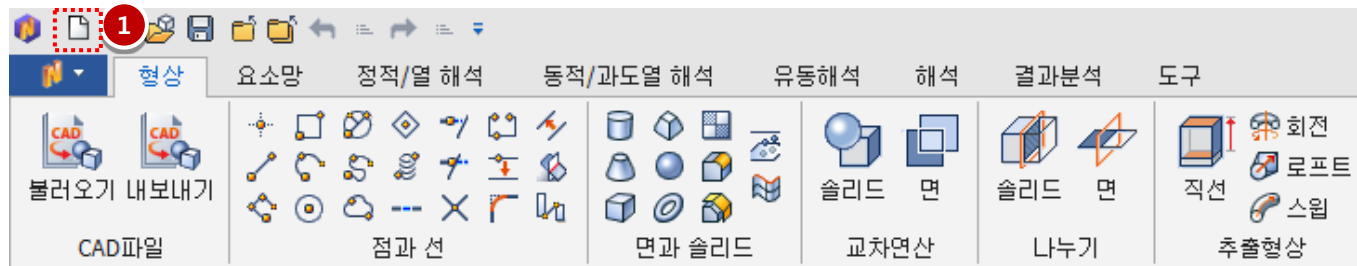 1
형상 요소망 정적/열 해석 동적/과도열 해석 유동해석 해석 결과분석 도구
CAD CAD 회전
로프트
불러오기 내보내기 솔리드 면 솔리드 면 직선
스윕
CAD파일 점과 선 면과 솔리드 교차연산 나누기 추출형상